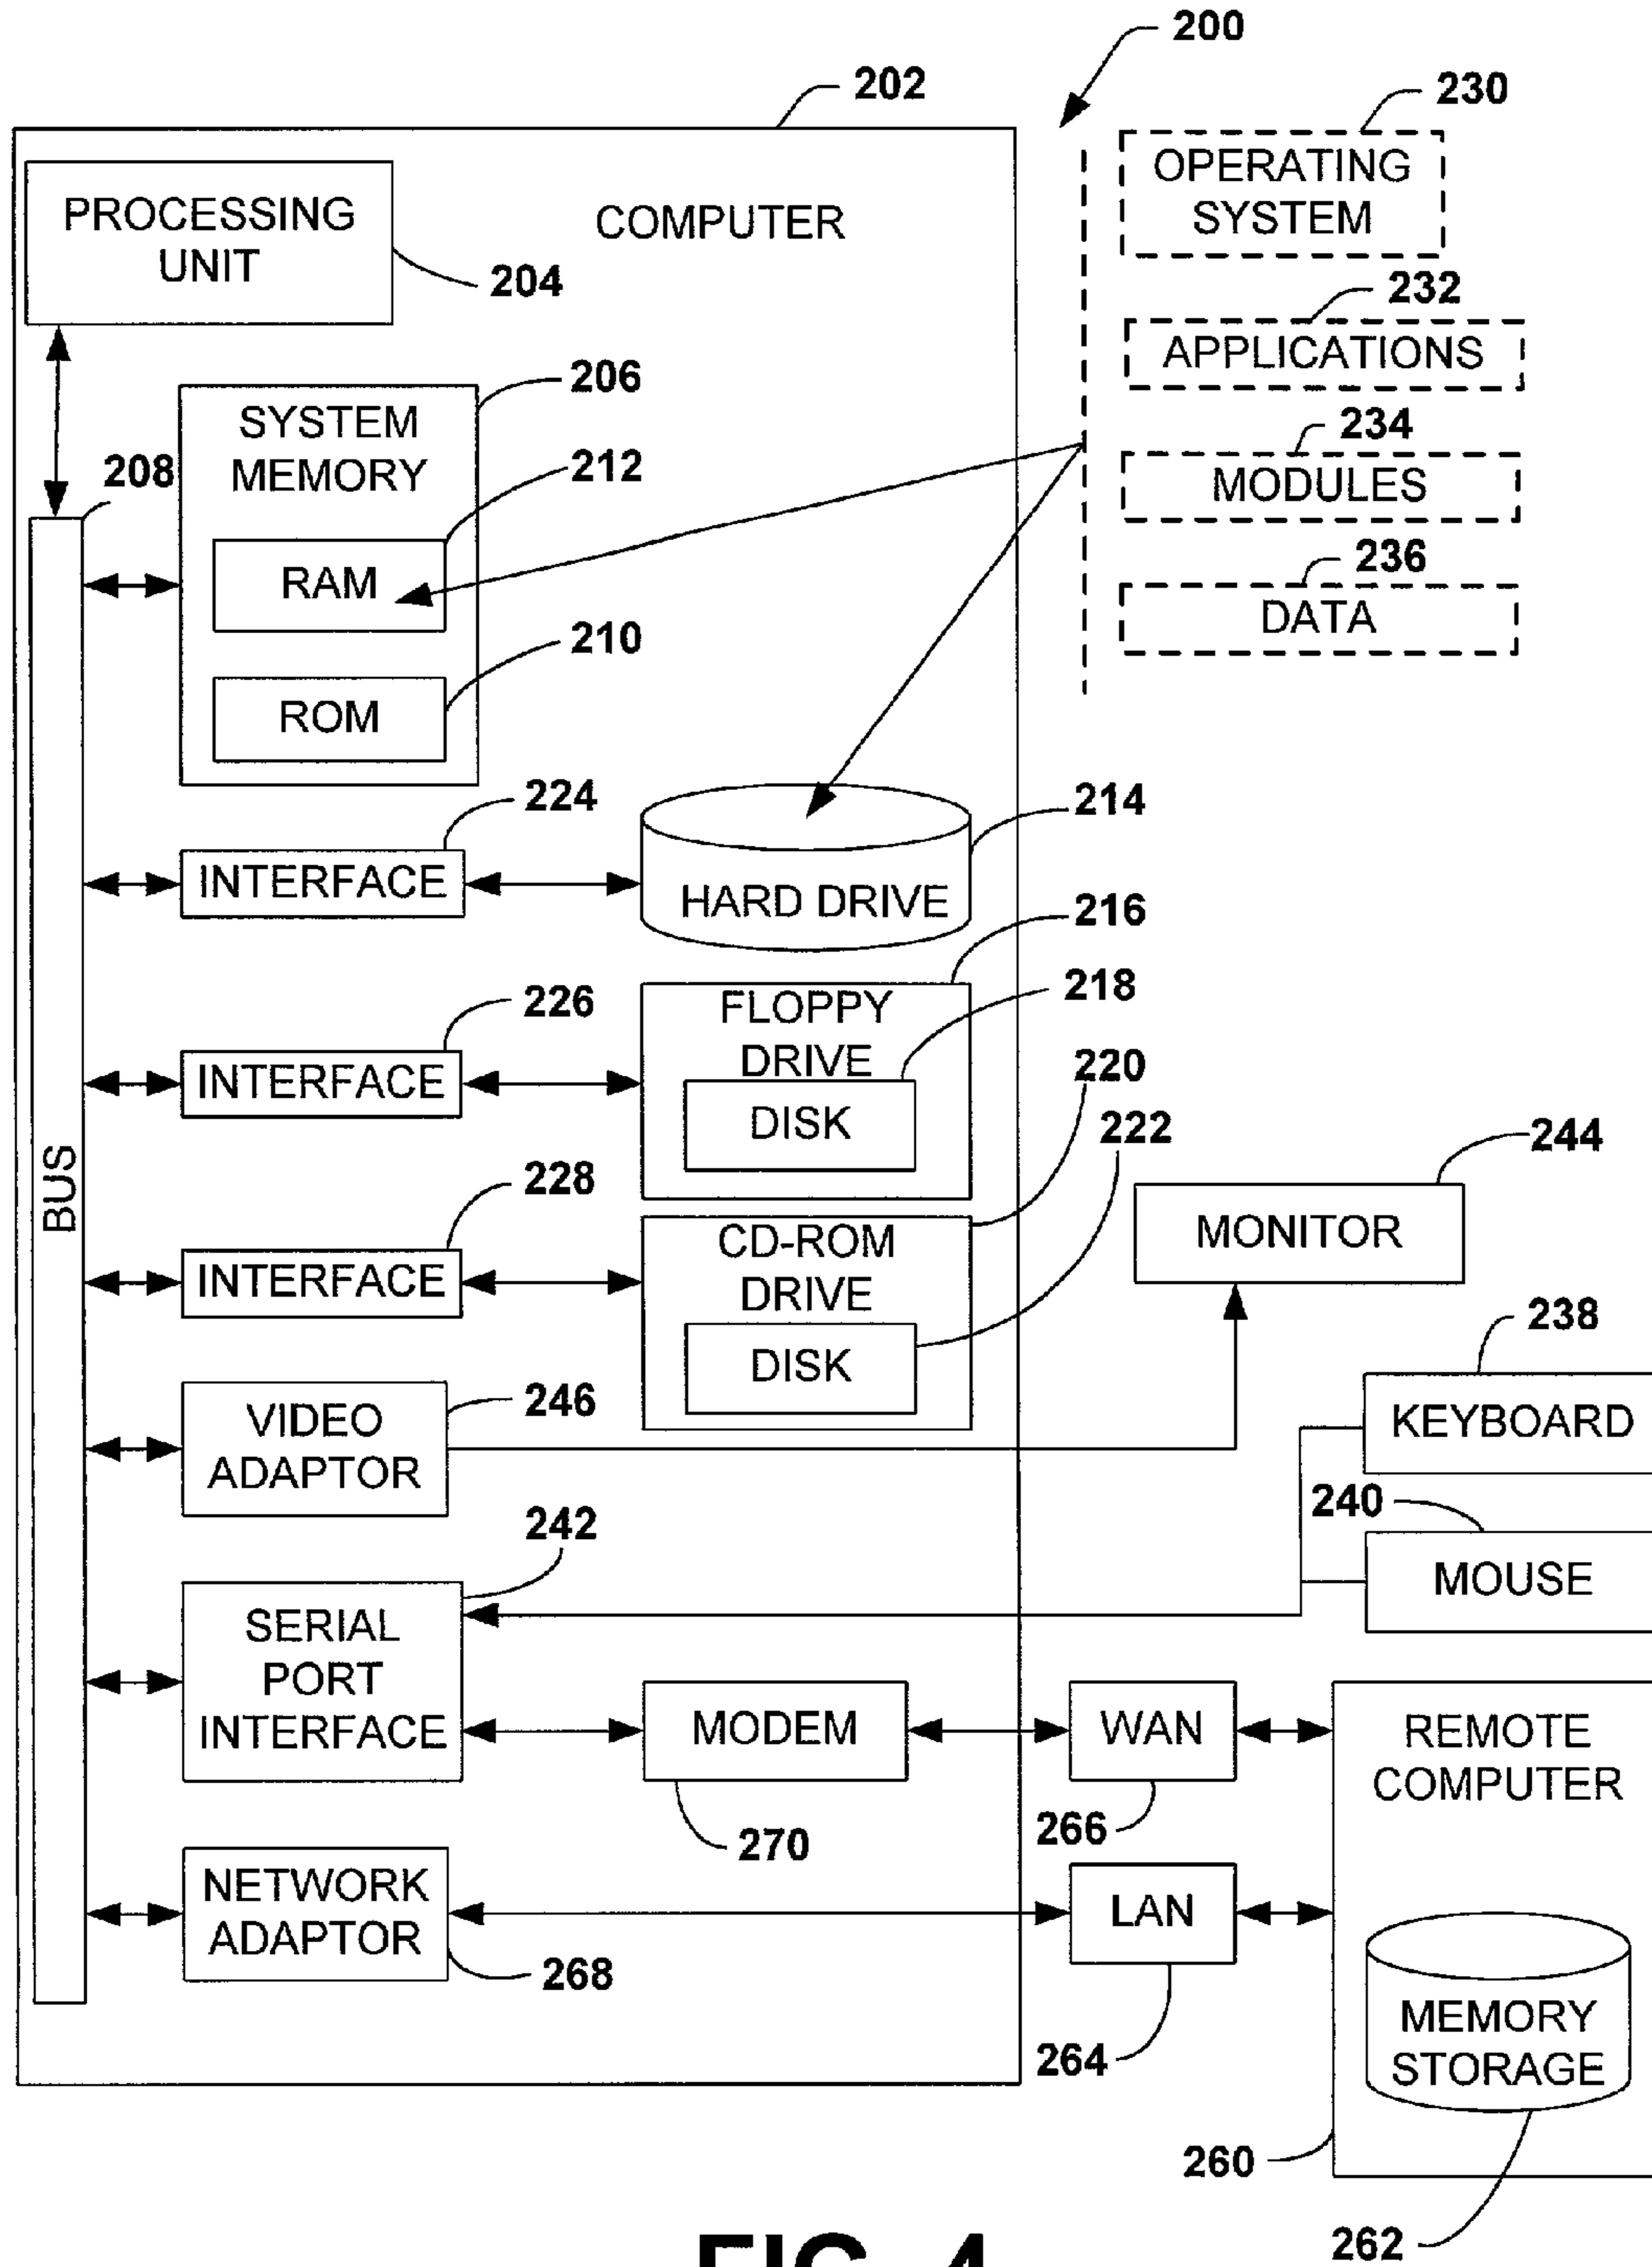 200
202
230
OPERATING
SYSTEM
PROCESSING
UNIT
COMPUTER
204
232
APPLICATIONS
206
SYSTEM
MEMORY
234
MODULES
208
212
RAM
236
DATA
210
ROM
224
INTERFACE
214
HARD DRIVE
216
226
INTERFACE
FLOPPY
DRIVE
218
DISK
220
222
BUS
228
INTERFACE
CD-ROM
DRIVE
DISK
244
MONITOR
238
KEYBOARD
246
VIDEO
ADAPTOR
240
MOUSE
242
SERIAL
PORT
INTERFACE
MODEM
270
WAN
266
REMOTE
COMPUTER
NETWORK
ADAPTOR
268
LAN
264
MEMORY
STORAGE
260
262
FIG. 4